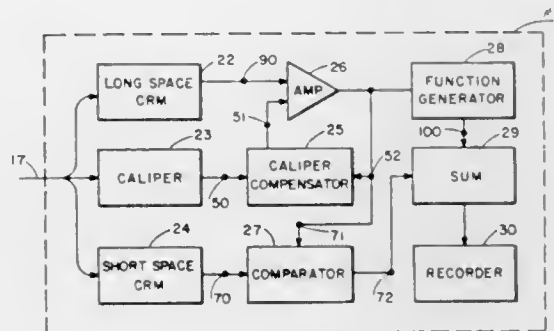 22
90
26
28
LONG SPACE
CRM
AMP
FUNCTION
GENERATOR
51
100
17
23
25
52
29
CALIPER
CALIPER
COMPENSATOR
SUM
50
24
27
71
30
SHORT SPACE
CRM
COMPARATOR
RECORDER
70
72